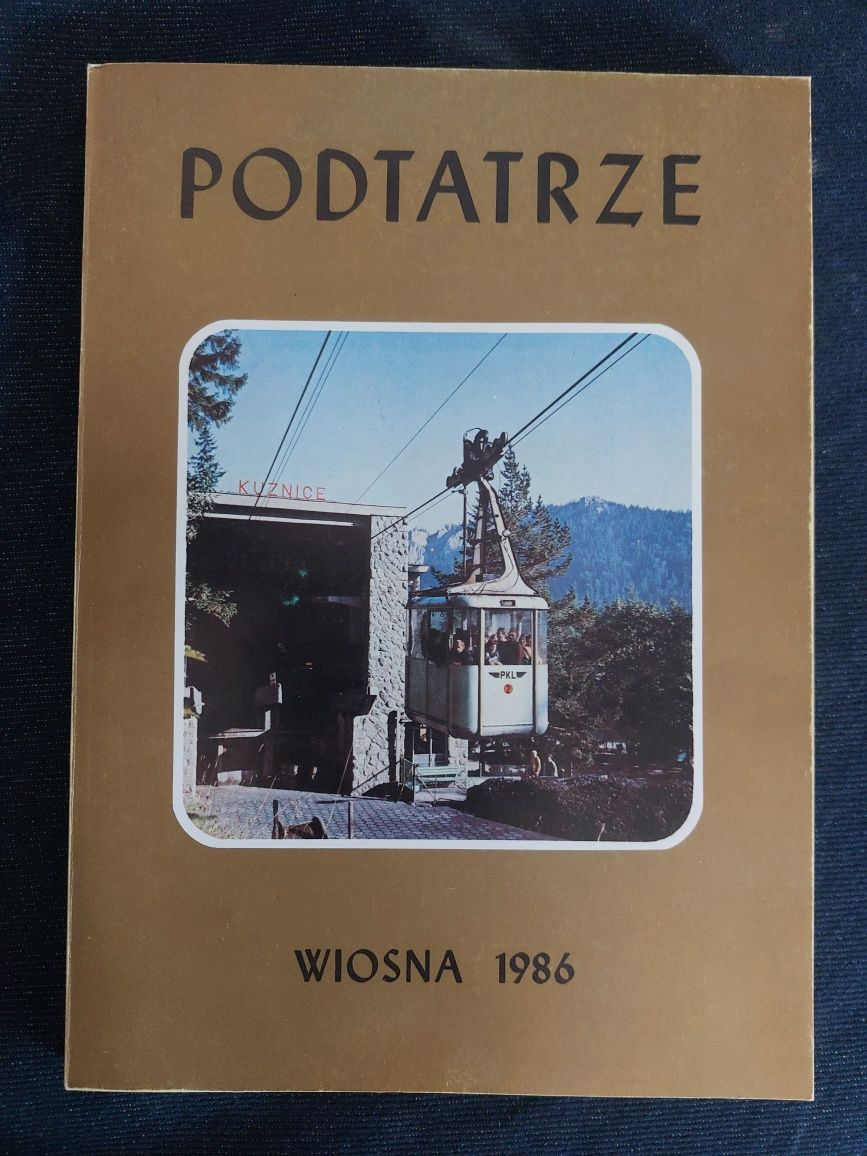 PODTATRZE
KUZNICE
PKL
2
WIOSNA 1986